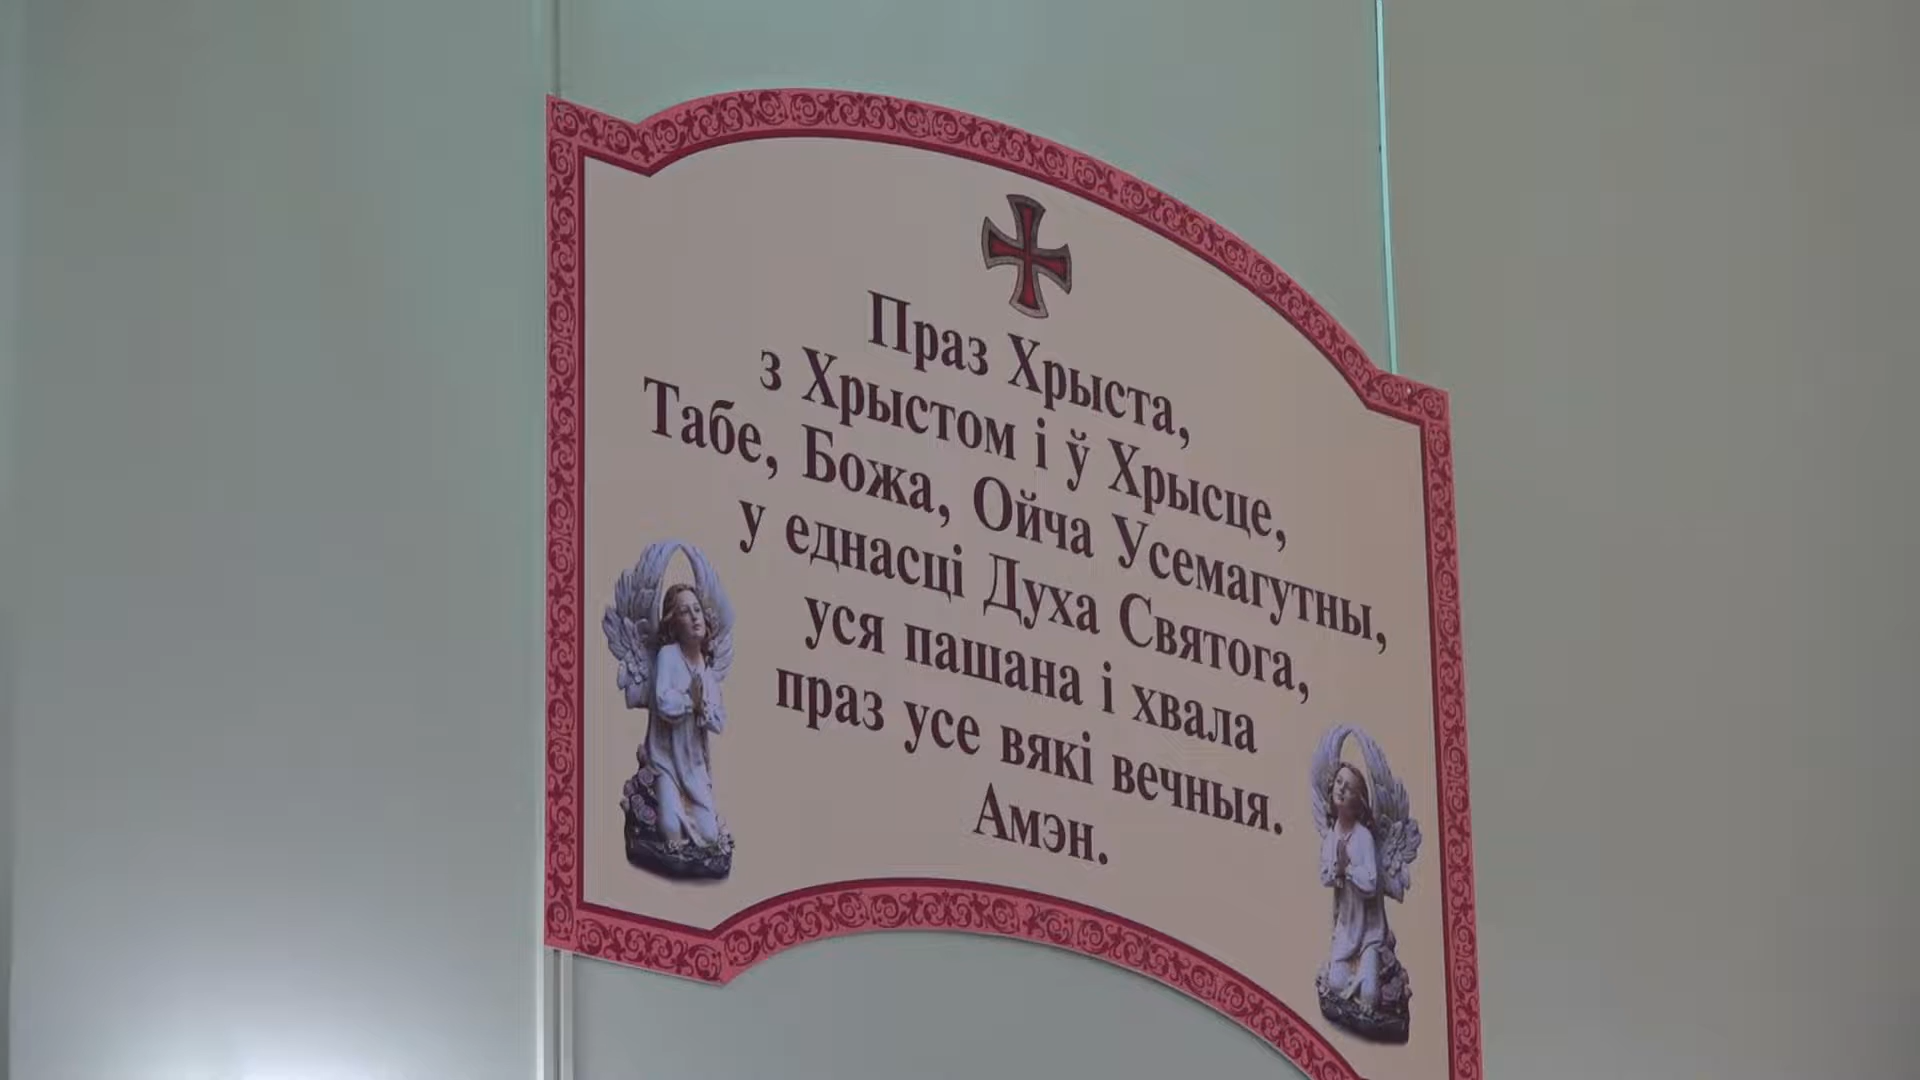 Праз Хрыста,
з Хрыстом і ў Хрысце,
Табе, Божа, Ойча Усемагутны,
у еднасці Духа Святога,
уся пашана і хвала
праз усе вякі вечныя.
Амэн.